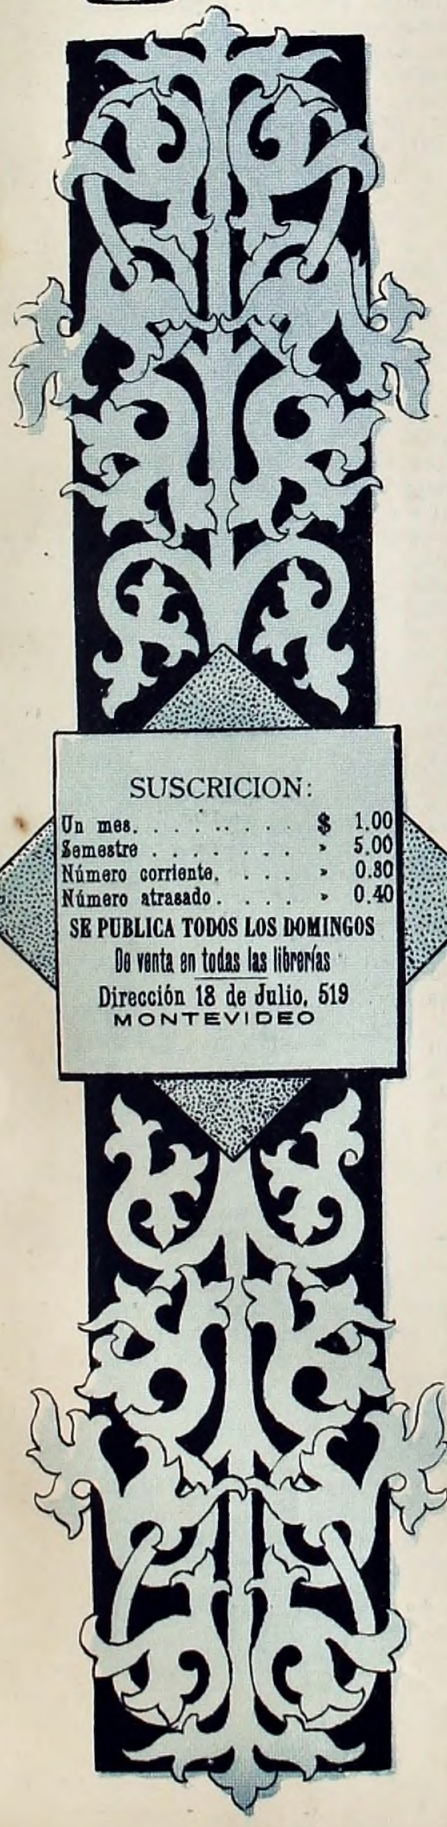 SUSCRICION:
Un mes. . . . . . . . . $ 1.00
Semestre . . . . . . . » 5.00
Número corriente. . . . » 0.80
Número atrasado . . . . » 0.40
SE PUBLICA TODOS LOS DOMINGOS
De venta en todas las librerías
Dirección 18 de Julio, 519
MONTEVIDEO